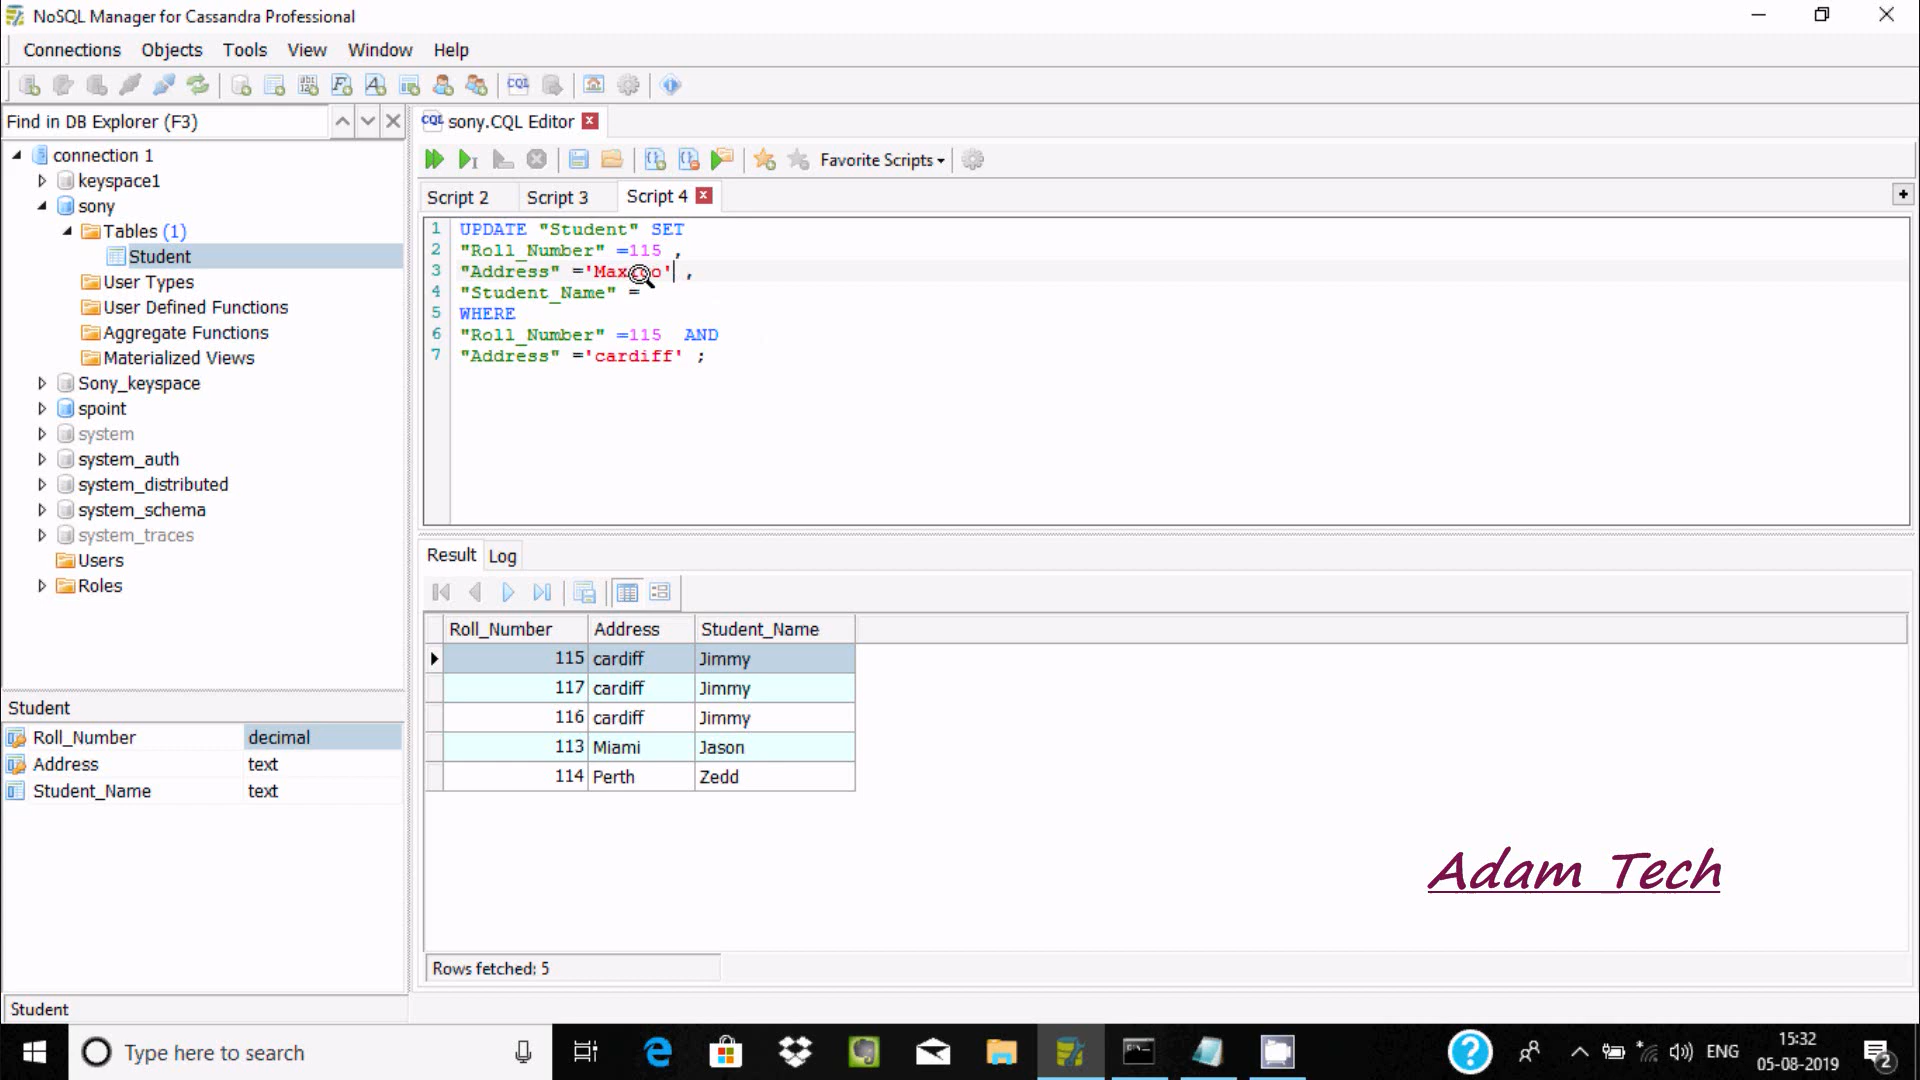 NoSQL Manager for Cassandra Professional
Connections Objects Tools View Window Help
Find in DB Explorer (F3)
connection 1
keyspace1
sony
Tables (1)
Student
User Types
User Defined Functions
Aggregate Functions
Materialized Views
Sony_keyspace
spoint
system
system_auth
system_distributed
system_schema
system_traces
Users
Roles
Student
Roll_Number decimal
Address text
Student_Name text
Student
CQL sony.CQL Editor
Favorite Scripts
Script 2 Script 3 Script 4
1 UPDATE "Student" SET
2 "Roll_Number" =115 ,
3 "Address" = ,
4 "Student_Name" =
5 WHERE
6 "Roll_Number" =115 AND
7 "Address" ='cardiff' ;
Result Log
Roll_Number Address Student_Name
115 cardiff Jimmy
117 cardiff Jimmy
116 cardiff Jimmy
113 Miami Jason
114 Perth Zedd
Rows fetched: 5
Adam Tech
Type here to search
ENG
15:32
05-08-2019
2